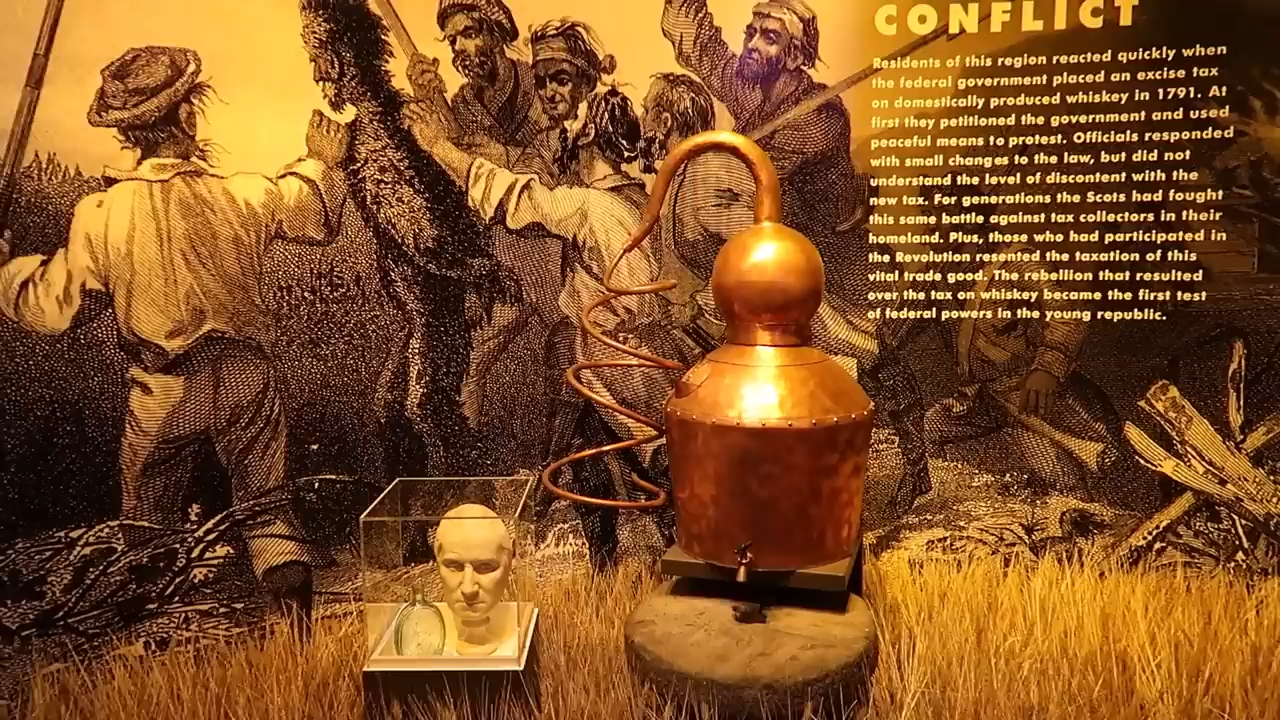 CONFLICT
Residents of this region reacted quickly when
the federal government placed an excise tax
on domestically produced whiskey in 1791. At
first they petitioned the government and used
peaceful means to protest. Officials responded
with small changes to the law, but did not
understand the level of discontent with the
new tax. For generations the Scots had fought
this same battle against tax collectors in their
homeland. Plus, those who had participated in
the Revolution resented the taxation of this
vital trade good. The rebellion that resulted
over the tax on whiskey became the first test
of federal powers in the young republic.